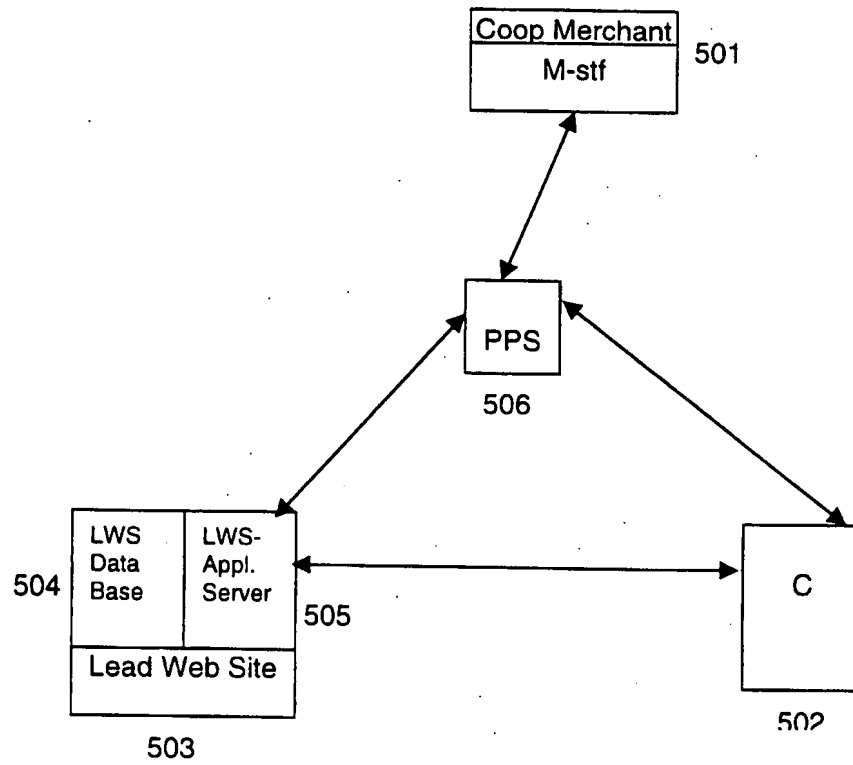 Coop Merchant
501
M-stf
PPS
506
LWS
Data
Base
LWS-
Appl.
Server
504
505
Lead Web Site
503
C
502